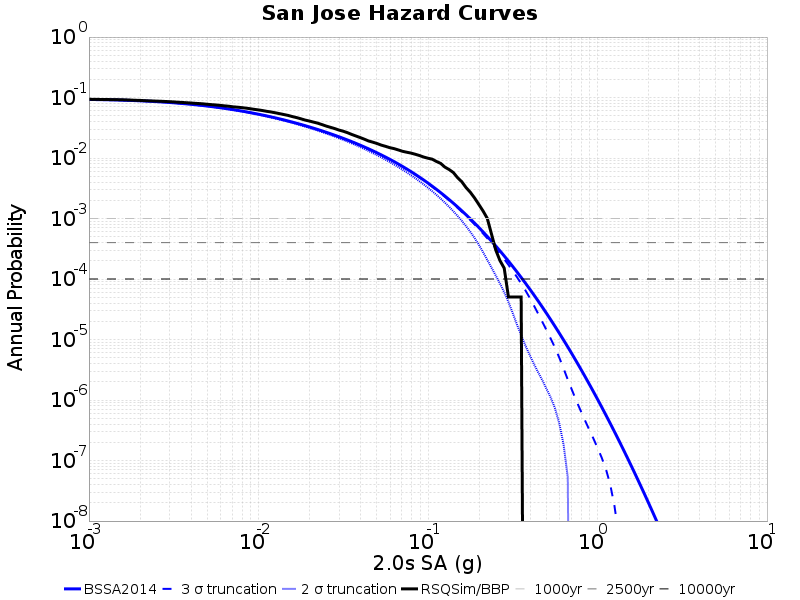 San Jose Hazard Curves
10^0
10^-1
10^-2
10^-3
10^-4
10^-5
10^-6
10^-7
10^-8
Annual Probability
10^-3 10^-2 10^-1 10^0 10^1
2.0s SA (g)
BSSA2014 3 σ truncation 2 σ truncation RSQSim/BBP 1000yr 2500yr 10000yr